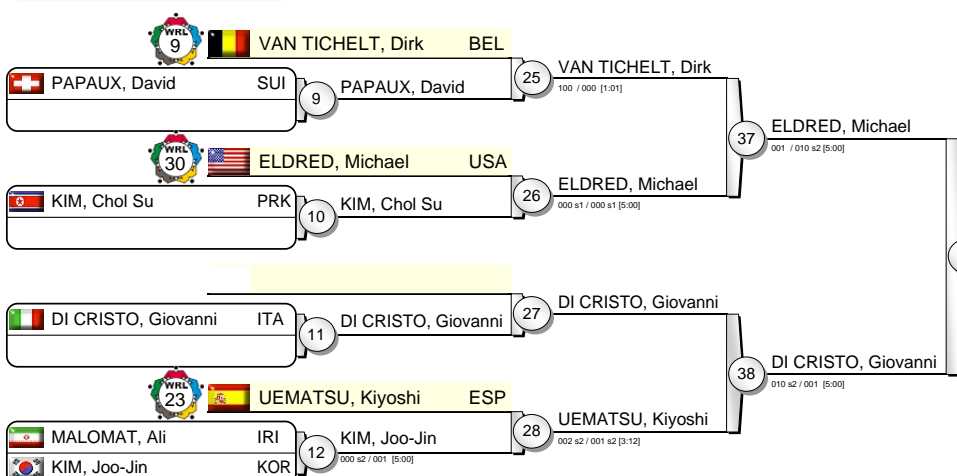 WRL
9
VAN TICHELT, Dirk BEL
PAPAUX, David SUI
9
PAPAUX, David
25
VAN TICHELT, Dirk
100 / 000 [1:01]
WRL
30
ELDRED, Michael USA
KIM, Chol Su PRK
10
KIM, Chol Su
26
ELDRED, Michael
000 s1 / 000 s1 [5:00]
37
ELDRED, Michael
001 / 010 s2 [5:00]
DI CRISTO, Giovanni ITA
11
DI CRISTO, Giovanni
27
DI CRISTO, Giovanni
WRL
23
UEMATSU, Kiyoshi ESP
MALOMAT, Ali IRI
KIM, Joo-Jin KOR
12
KIM, Joo-Jin
000 s2 / 001 [5:00]
28
UEMATSU, Kiyoshi
002 s2 / 001 s2 [3:12]
38
DI CRISTO, Giovanni
010 s2 / 001 [5:00]